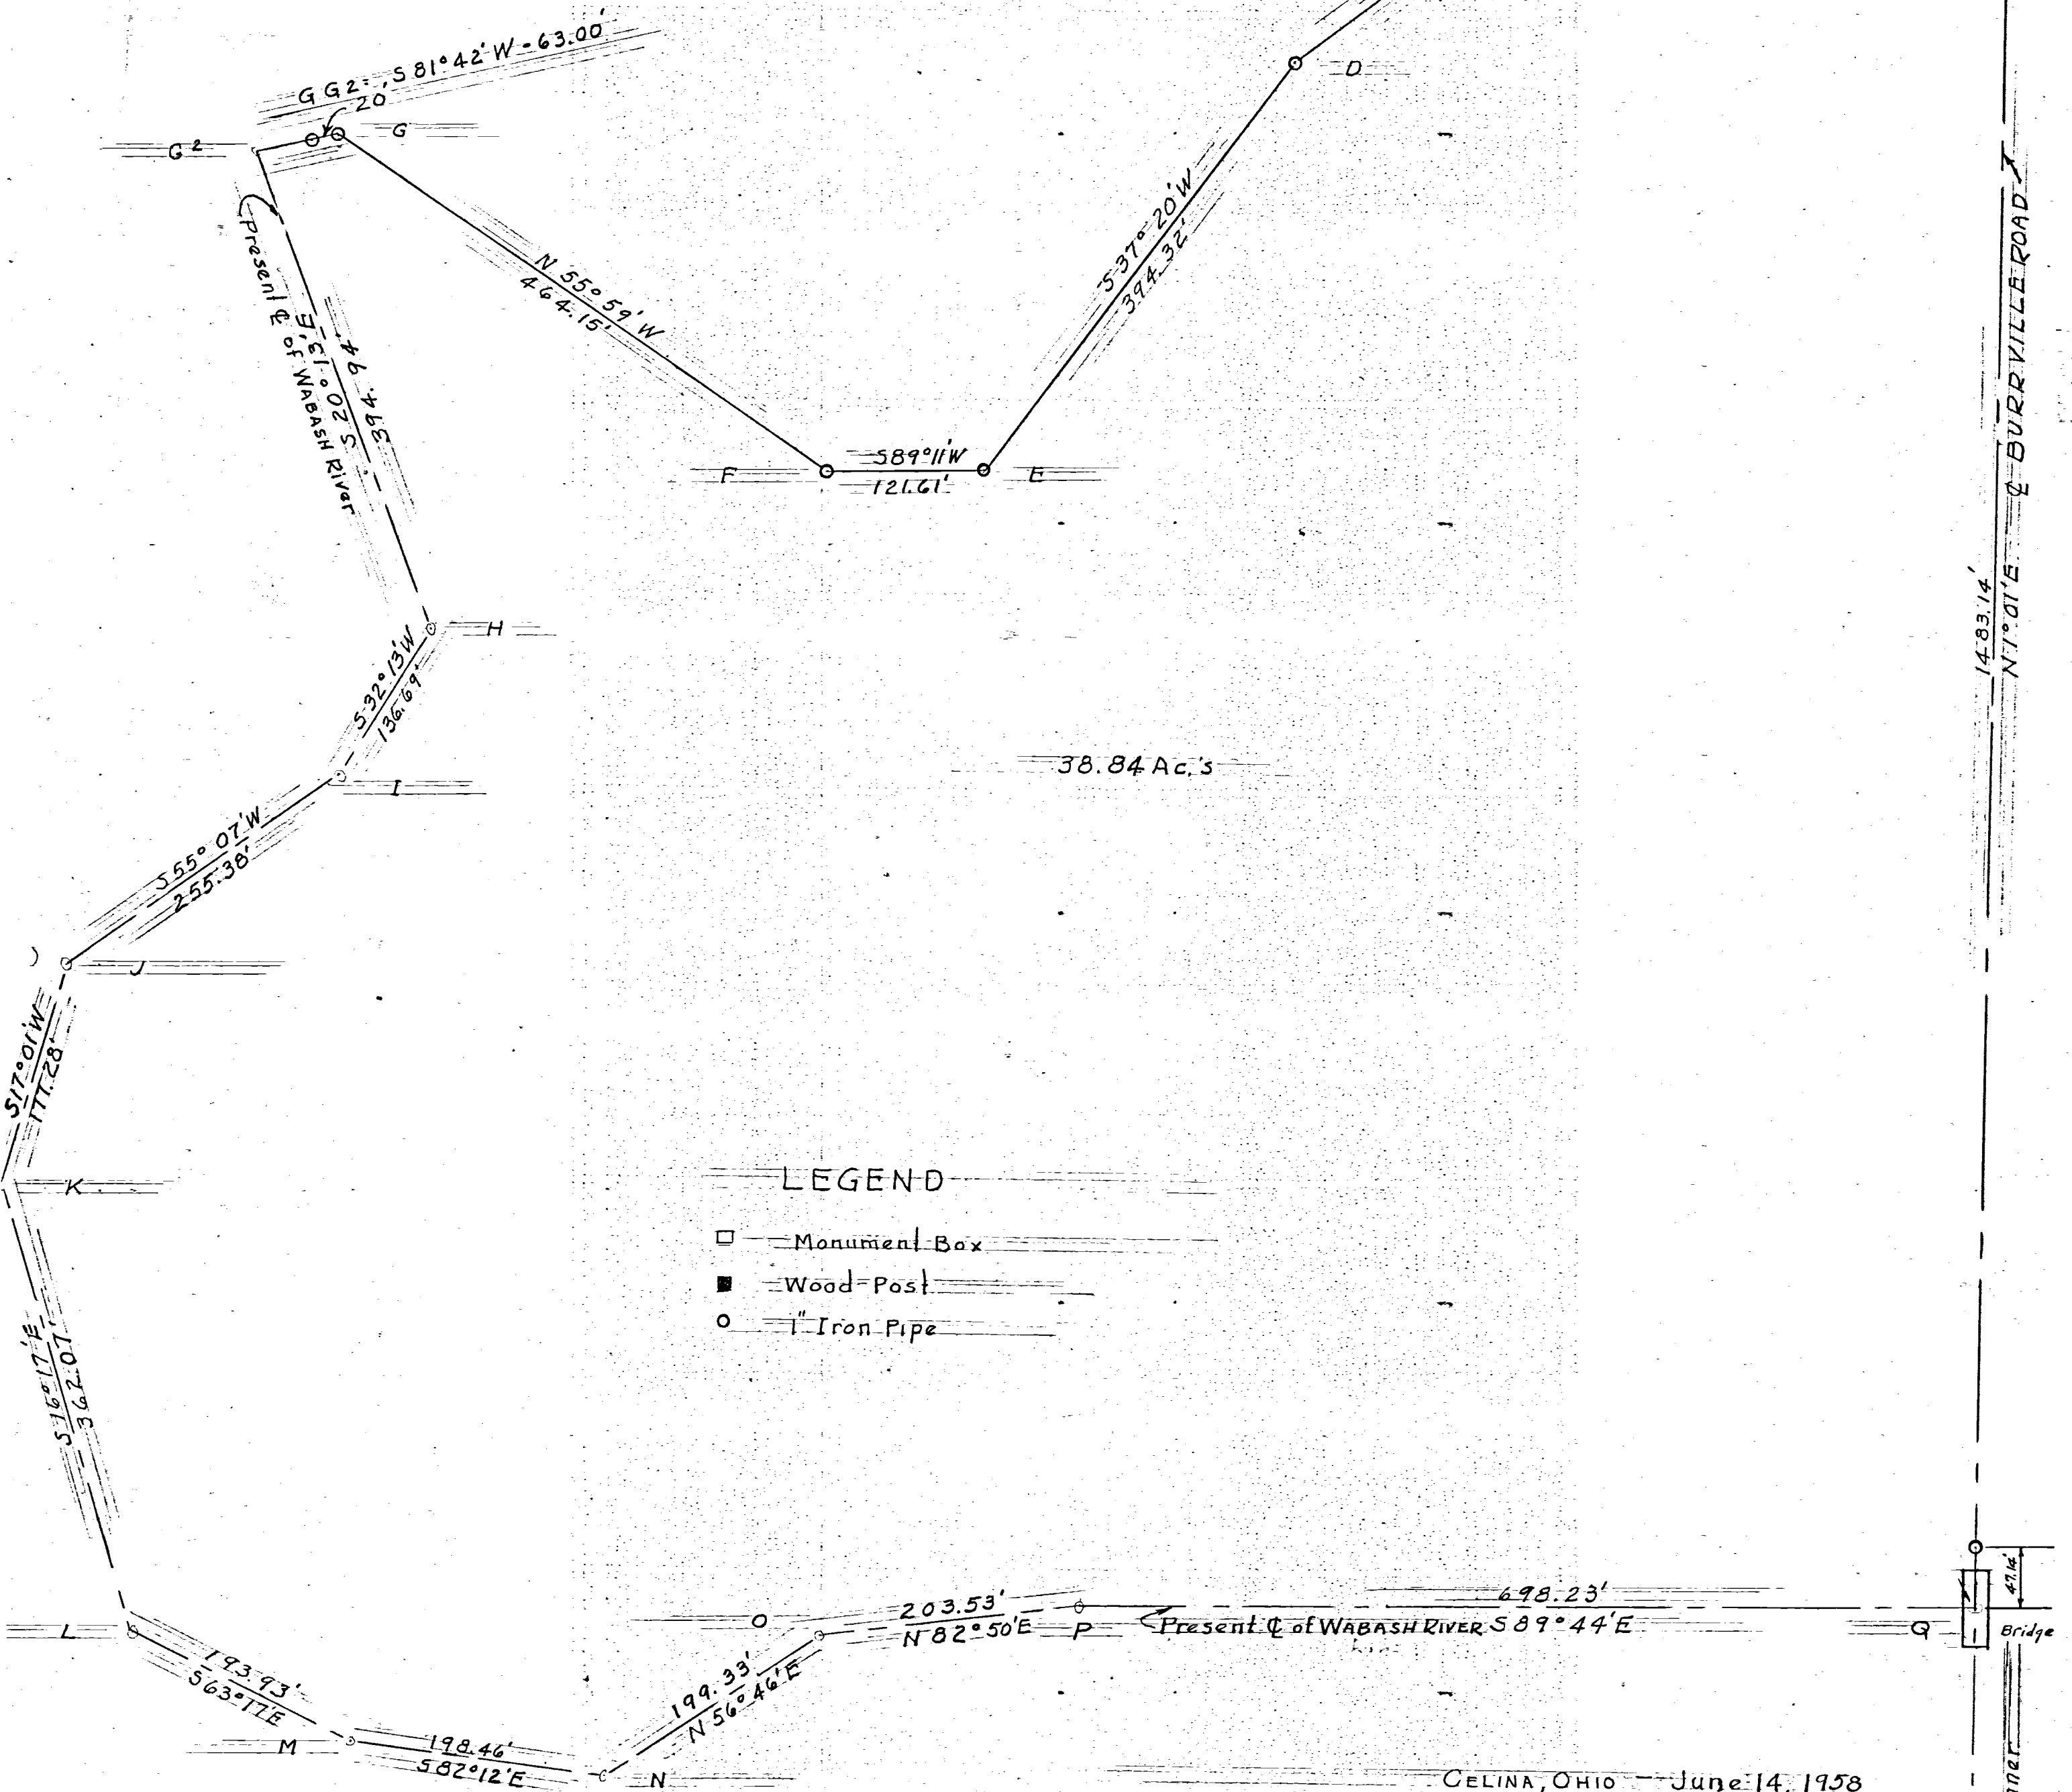 G G2 = S 81° 42' W - 63.00'
20'
G 2
G
D
Present ℄ of WABASH River
S 20° 13' E
394.94
N 55° 59' W
464.15'
S 37° 20' W
394.32'
F
S 89° 11' W
121.61'
E
℄ BURRVILLE ROAD
1483.14'
N 1° 01' E
H
S 32° 13' W
136.69'
I
38.84 Ac.'s
S 55° 07' W
255.38'
J
S 17° 01' W
177.28'
K
LEGEND
□ Monument Box
■ Wood Post
○ 1" Iron Pipe
S 16° 17' E
362.07'
L
193.93'
S 63° 17' E
M
198.46'
S 82° 12' E
N
199.33'
N 56° 46' E
O
203.53'
N 82° 50' E
P
698.23'
Present ℄ of WABASH RIVER S 89° 44' E
Q
47.14'
Bridge
CELINA, OHIO - June 14, 1958